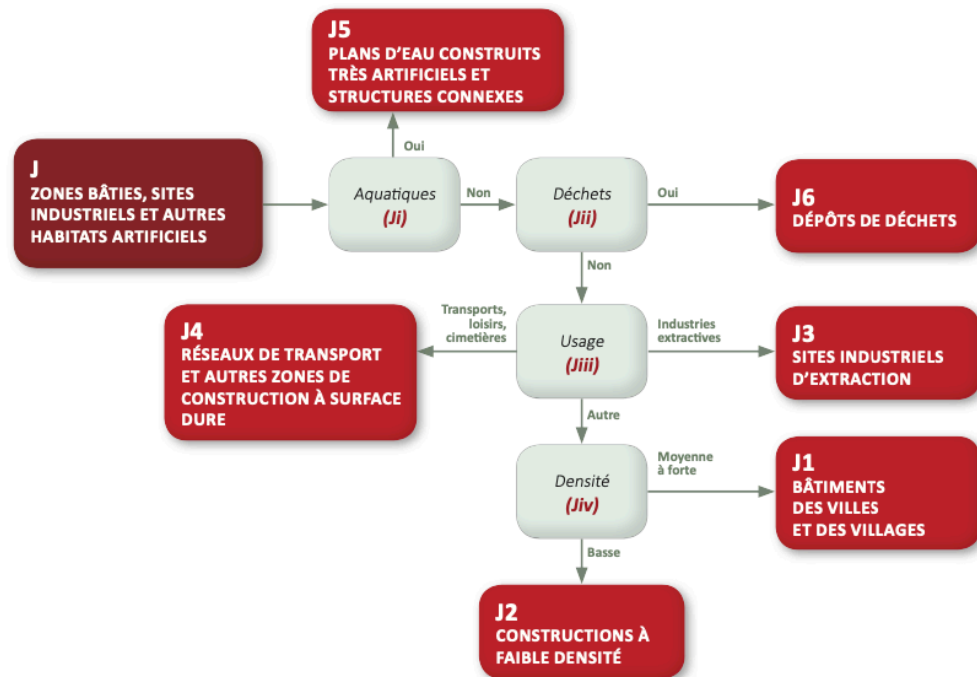 J5
PLANS D'EAU CONSTRUITS
TRÈS ARTIFICIELS ET
STRUCTURES CONNEXES
Oui
J
ZONES BÂTIES, SITES
INDUSTRIELS ET AUTRES
HABITATS ARTIFICIELS
Aquatiques
(Ji)
Non
Déchets
(Jii)
Oui
J6
DÉPÔTS DE DÉCHETS
Non
J4
RÉSEAUX DE TRANSPORT
ET AUTRES ZONES DE
CONSTRUCTION À SURFACE
DURE
Transports,
loisirs,
cimetières
Usage
(Jiii)
Industries
extractives
J3
SITES INDUSTRIELS
D'EXTRACTION
Autre
Densité
(Jiv)
Moyenne
à forte
J1
BÂTIMENTS
DES VILLES
ET DES VILLAGES
Basse
J2
CONSTRUCTIONS À
FAIBLE DENSITÉ